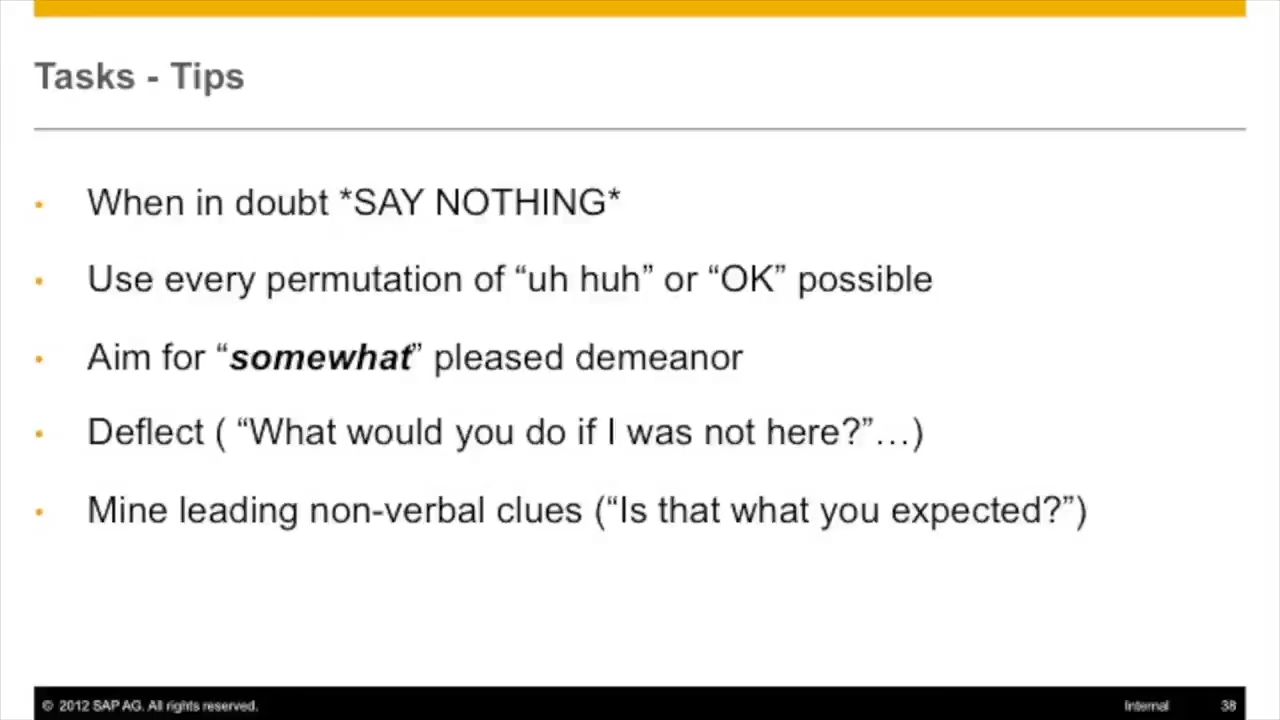 Tasks - Tips
• When in doubt *SAY NOTHING*
• Use every permutation of “uh huh” or “OK” possible
• Aim for “somewhat” pleased demeanor
• Deflect ( “What would you do if I was not here?”…)
• Mine leading non-verbal clues (“Is that what you expected?”)
© 2012 SAP AG. All rights reserved. Internal 38